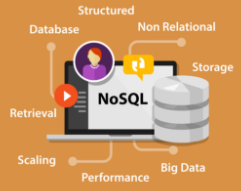 Structured
Database
Non Relational
Storage
NoSQL
Retrieval
Scaling
Performance
Big Data